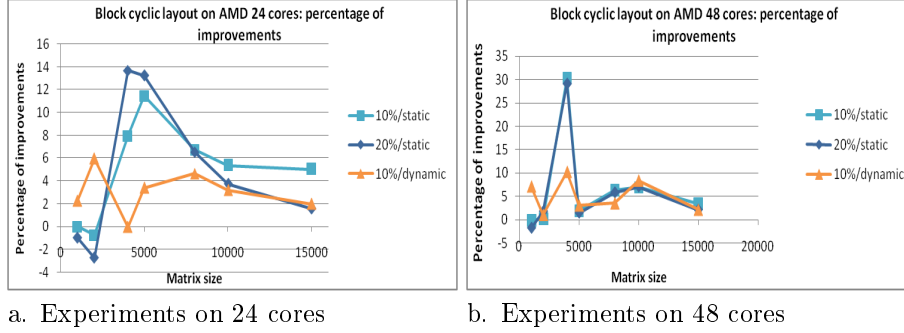 Block cyclic layout on AMD 24 cores: percentage of
improvements
Percentage of improvements
16
14
12
10
8
6
4
2
0
-2
-4
0
5000
10000
15000
Matrix size
10%/static
20%/static
10%/dynamic
a. Experiments on 24 cores
Block cyclic layout on AMD 48 cores: percentage of
improvements
Percentage of improvements
35
30
25
20
15
10
5
0
-5
0
5000
10000
15000
20000
Matrix size
10%/static
20%/static
10%/dynamic
b. Experiments on 48 cores